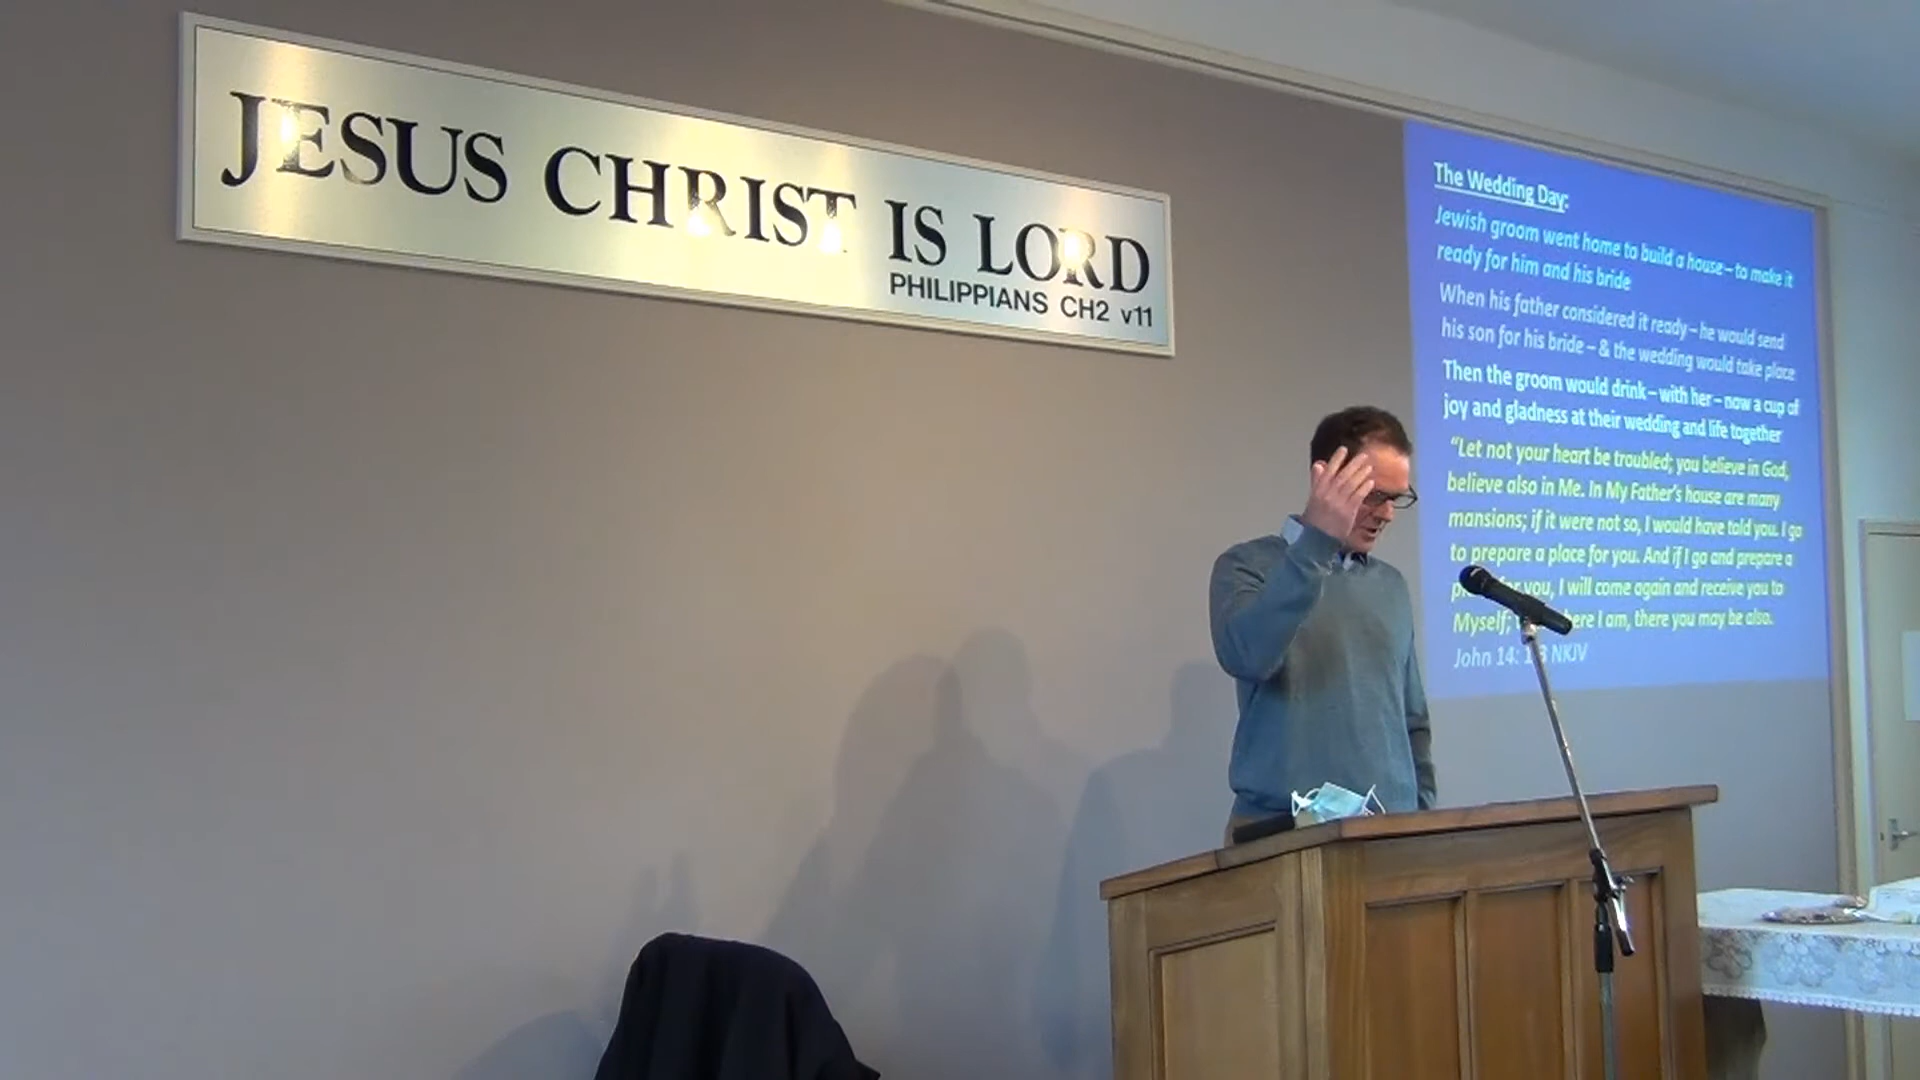 JESUS CHRIST IS LORD
PHILIPPIANS CH2 v11
The Wedding Day:
Jewish groom went home to build a house – to make it
ready for him and his bride
When his father considered it ready – he would send
his son for his bride – & the wedding would take place
Then the groom would drink – with her – now a cup of
joy and gladness at their wedding and life together
“Let not your heart be troubled; you believe in God,
believe also in Me. In My Father’s house are many
mansions; if it were not so, I would have told you. I go
to prepare a place for you. And if I go and prepare a
for you, I will come again and receive you to
Myself; here I am, there you may be also.
John 14: 1 3 NKJV